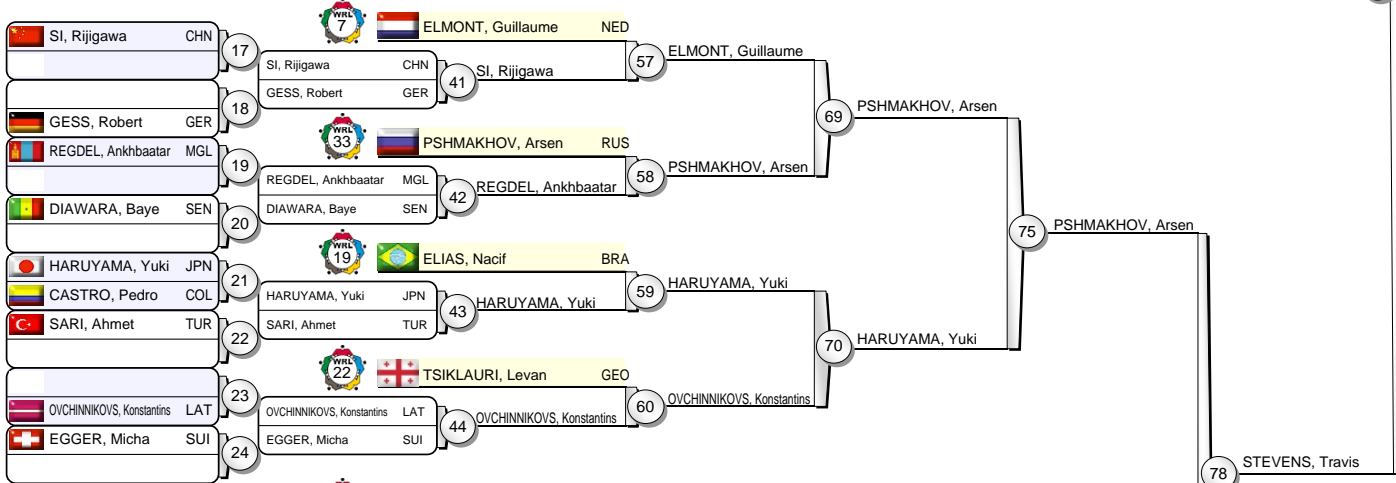 WRL
7
ELMONT, Guillaume NED
SI, Rijigawa CHN
17
ELMONT, Guillaume
57
SI, Rijigawa CHN
41
SI, Rijigawa
GESS, Robert GER
18
PSHMAKHOV, Arsen
69
GESS, Robert GER
WRL
33
PSHMAKHOV, Arsen RUS
REGDEL, Ankhbaatar MGL
19
PSHMAKHOV, Arsen
58
REGDEL, Ankhbaatar MGL
42
REGDEL, Ankhbaatar
DIAWARA, Baye SEN
DIAWARA, Baye SEN
20
PSHMAKHOV, Arsen
75
WRL
19
ELIAS, Nacif BRA
HARUYAMA, Yuki JPN
21
CASTRO, Pedro COL
HARUYAMA, Yuki
59
HARUYAMA, Yuki JPN
43
HARUYAMA, Yuki
SARI, Ahmet TUR
SARI, Ahmet TUR
22
HARUYAMA, Yuki
70
WRL
22
TSIKLAURI, Levan GEO
23
OVCHINNIKOVS, Konstantins LAT
OVCHINNIKOVS, Konstantins
60
OVCHINNIKOVS, Konstantins LAT
44
OVCHINNIKOVS, Konstantins
EGGER, Micha SUI
EGGER, Micha SUI
24
STEVENS, Travis
78